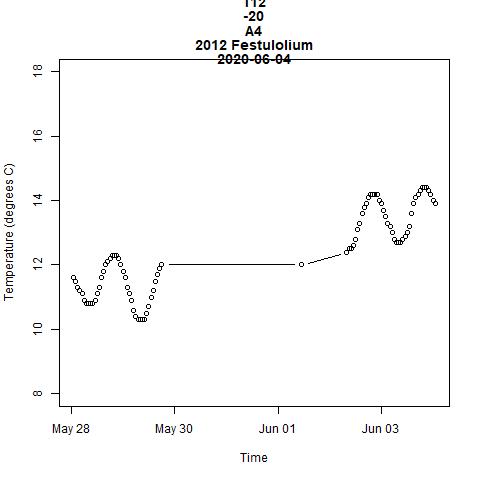 T12
-20
A4
2012 Festulolium
2020-06-04
18
16
14
12
10
8
Temperature (degrees C)
May 28
May 30
Jun 01
Jun 03
Time